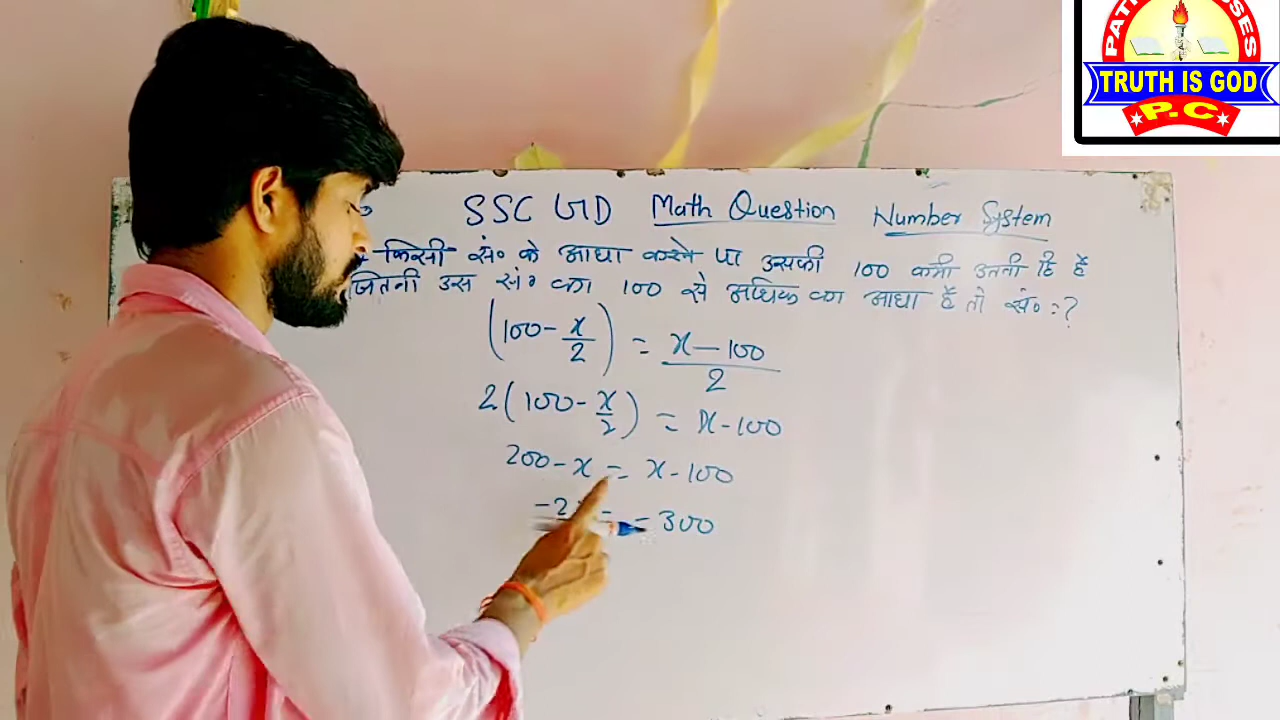 TRUTH IS GOD
P.C
SSC GD Math Question Number System
किसी सं० के आधा करने पर उसकी 100 कमी उतनी हि हैं
जितनी उस सं० का 100 से अधिक का आधा हैं तो सं० :?
(100 - x/2) = x - 100 / 2
2(100 - x/2) = x - 100
200 - x = x - 100
-2 = - 300